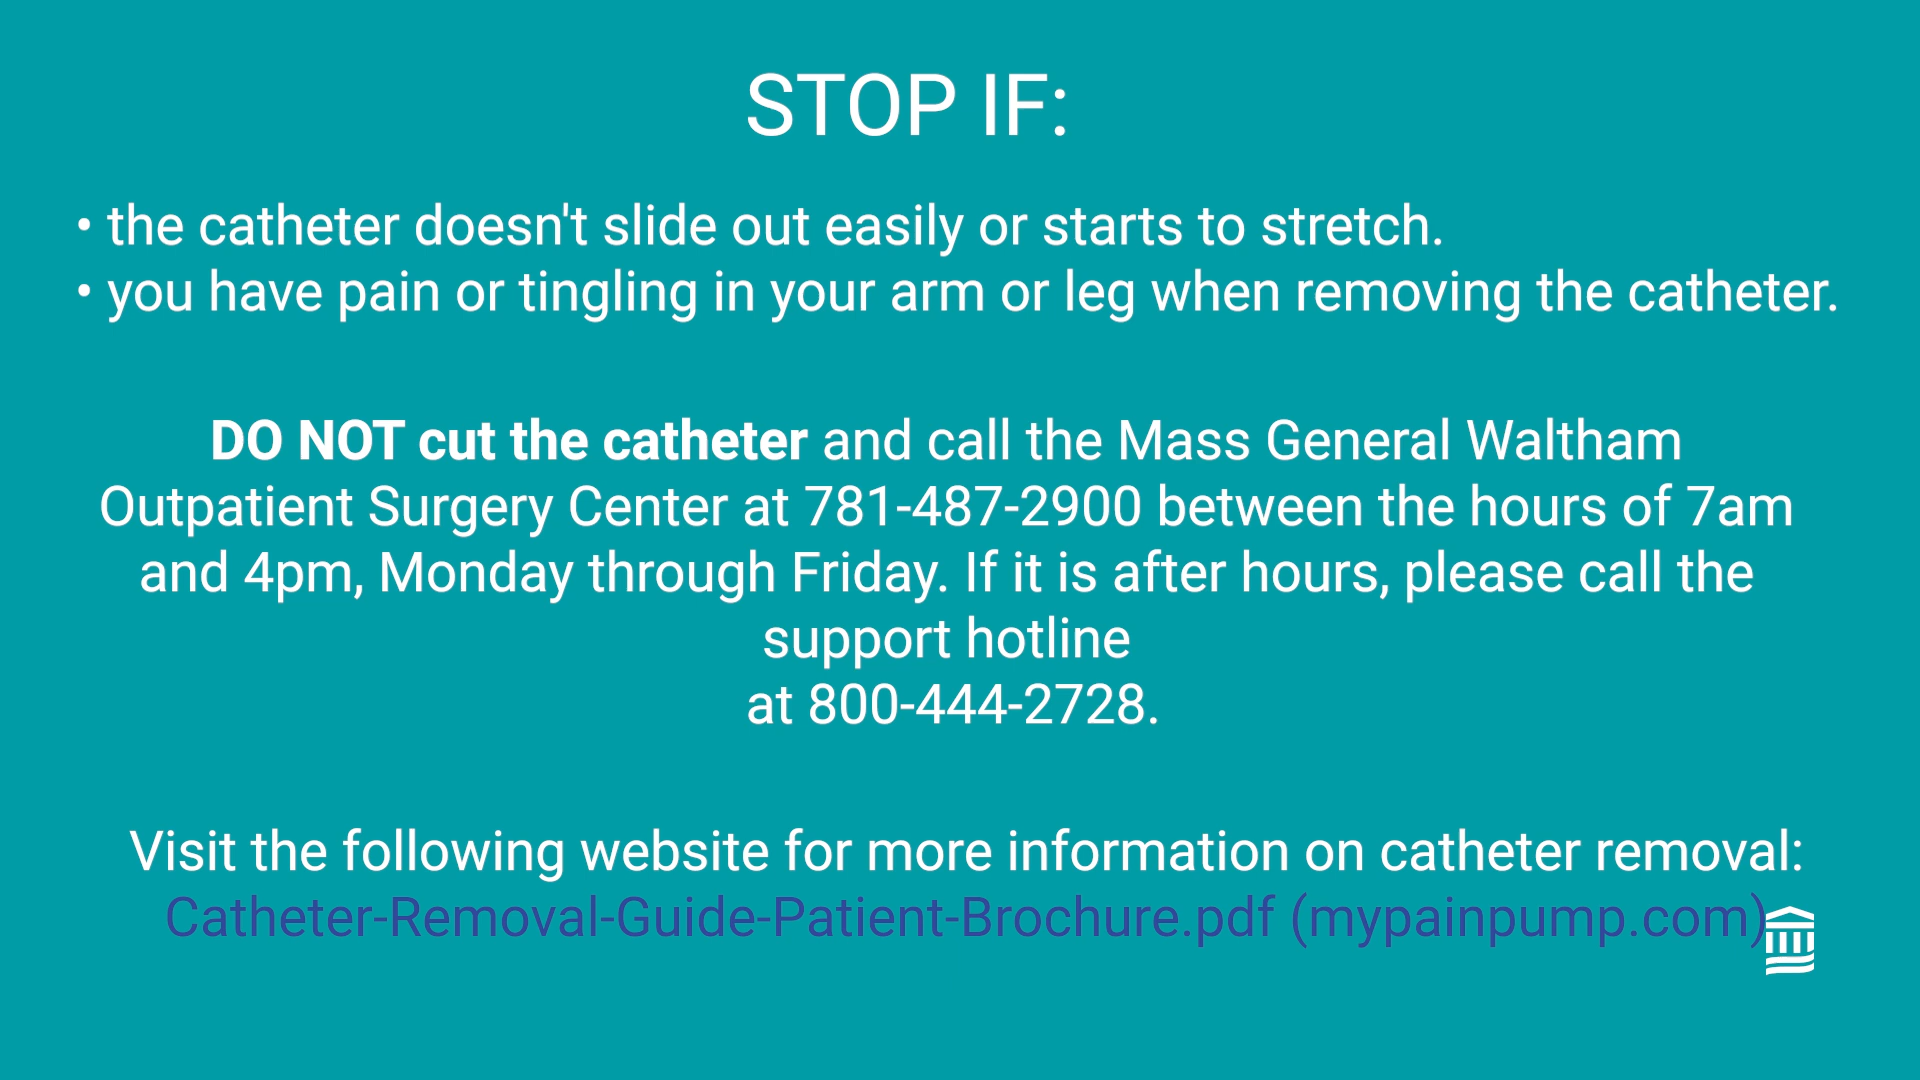 STOP IF:
• the catheter doesn't slide out easily or starts to stretch.
• you have pain or tingling in your arm or leg when removing the catheter.
DO NOT cut the catheter and call the Mass General Waltham
Outpatient Surgery Center at 781-487-2900 between the hours of 7am
and 4pm, Monday through Friday. If it is after hours, please call the
support hotline
at 800-444-2728.
Visit the following website for more information on catheter removal:
Catheter-Removal-Guide-Patient-Brochure.pdf (mypainpump.com)